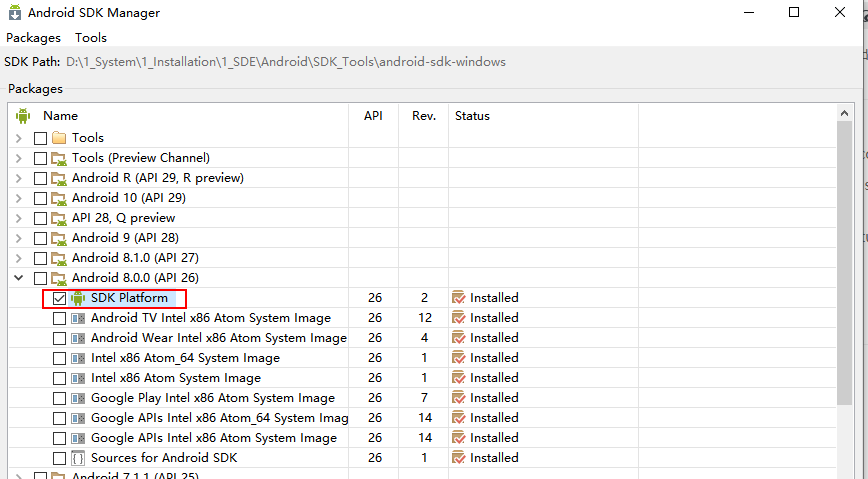 Android SDK Manager
Packages Tools
SDK Path: D:\1_System\1_Installation\1_SDE\Android\SDK_Tools\android-sdk-windows
Packages
Name API Rev. Status
Tools
Tools (Preview Channel)
Android R (API 29, R preview)
Android 10 (API 29)
API 28, Q preview
Android 9 (API 28)
Android 8.1.0 (API 27)
Android 8.0.0 (API 26)
SDK Platform 26 2 Installed
Android TV Intel x86 Atom System Image 26 12 Installed
Android Wear Intel x86 Atom System Image 26 4 Installed
Intel x86 Atom_64 System Image 26 1 Installed
Intel x86 Atom System Image 26 1 Installed
Google Play Intel x86 Atom System Image 26 7 Installed
Google APIs Intel x86 Atom_64 System Imag 26 14 Installed
Google APIs Intel x86 Atom System Image 26 14 Installed
Sources for Android SDK 26 1 Installed
Android 7.1.1 (API 25)